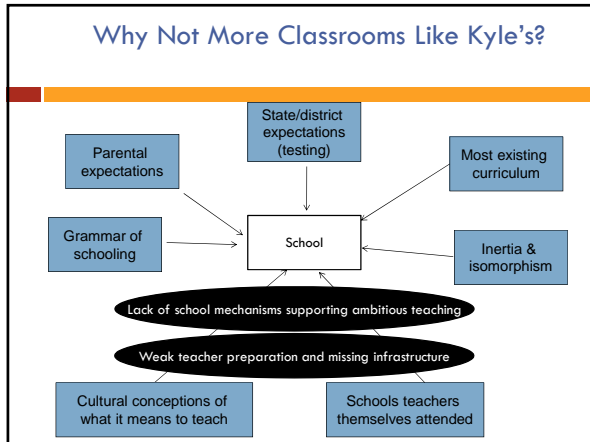 Why Not More Classrooms Like Kyle's?
State/district
expectations
(testing)
Parental
expectations
Most existing
curriculum
Grammar of
schooling
School
Inertia &
isomorphism
Lack of school mechanisms supporting ambitious teaching
Weak teacher preparation and missing infrastructure
Cultural conceptions of
what it means to teach
Schools teachers
themselves attended